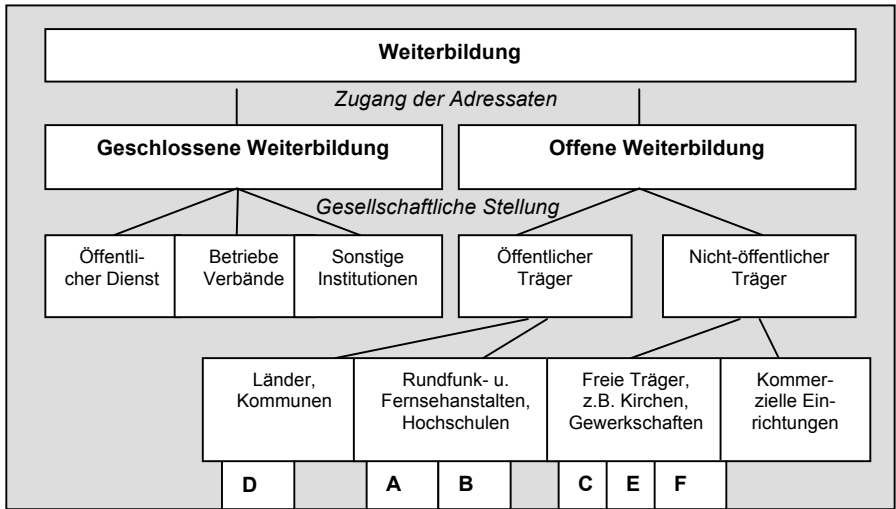 Weiterbildung
Zugang der Adressaten
Geschlossene Weiterbildung
Offene Weiterbildung
Gesellschaftliche Stellung
Öffentli-
cher Dienst
Betriebe
Verbände
Sonstige
Institutionen
Öffentlicher
Träger
Nicht-öffentlicher
Träger
Länder,
Kommunen
Rundfunk- u.
Fernsehanstalten,
Hochschulen
Freie Träger,
z.B. Kirchen,
Gewerkschaften
Kommer-
zielle Ein-
richtungen
D
A
B
C
E
F